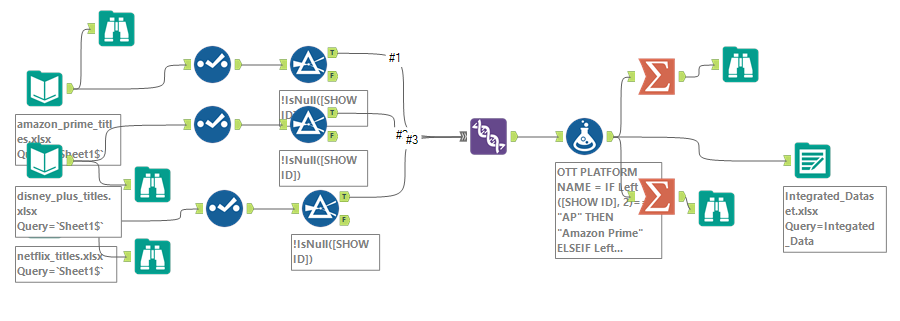 #1
T
F
!IsNull([SHOW
ID])
amazon_prime_titl
es.xlsx
Query=`Sheet1$`
T
F
#3
!IsNull([SHOW
ID])
disney_plus_titles.
xlsx
Query=`Sheet1$`
T
F
!IsNull([SHOW
ID])
netflix_titles.xlsx
Query=`Sheet1$`
OTT PLATFORM
NAME = IF Left
([SHOW ID], 2)=
"AP" THEN
"Amazon Prime"
ELSEIF Left...
Integrated_Datas
et.xlsx
Query=Integated
_Data